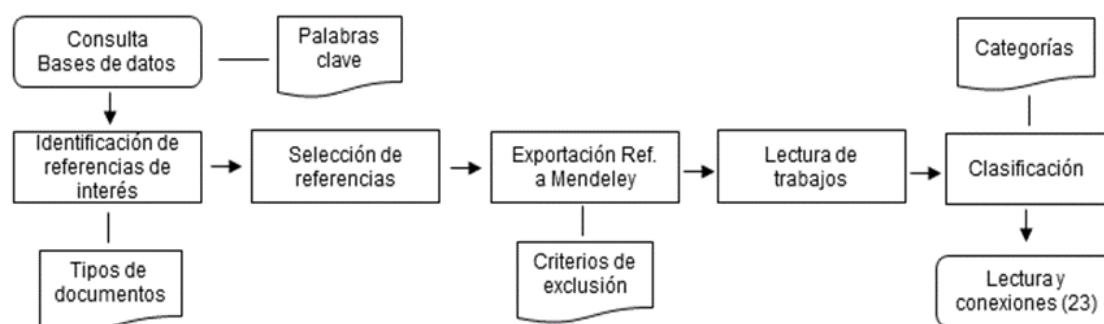 Consulta
Bases de datos
Palabras
clave
Categorías
Identificación de
referencias de
interés
Selección de
referencias
Exportación Ref.
a Mendeley
Lectura de
trabajos
Clasificación
Tipos de
documentos
Criterios de
exclusión
Lectura y
conexiones (23)